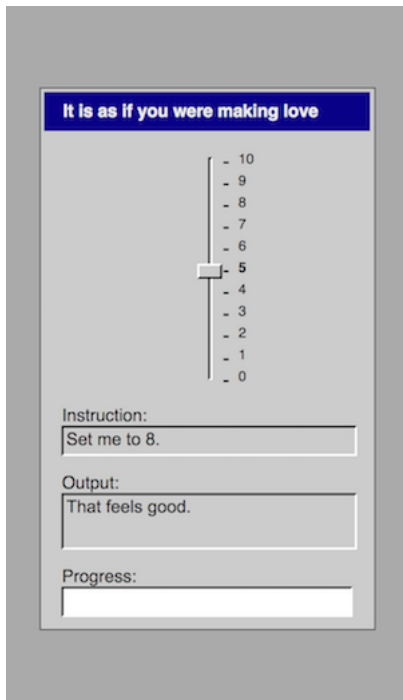 It is as if you were making love
10
9
8
7
6
5
4
3
2
1
0
Instruction:
Set me to 8.
Output:
That feels good.
Progress: